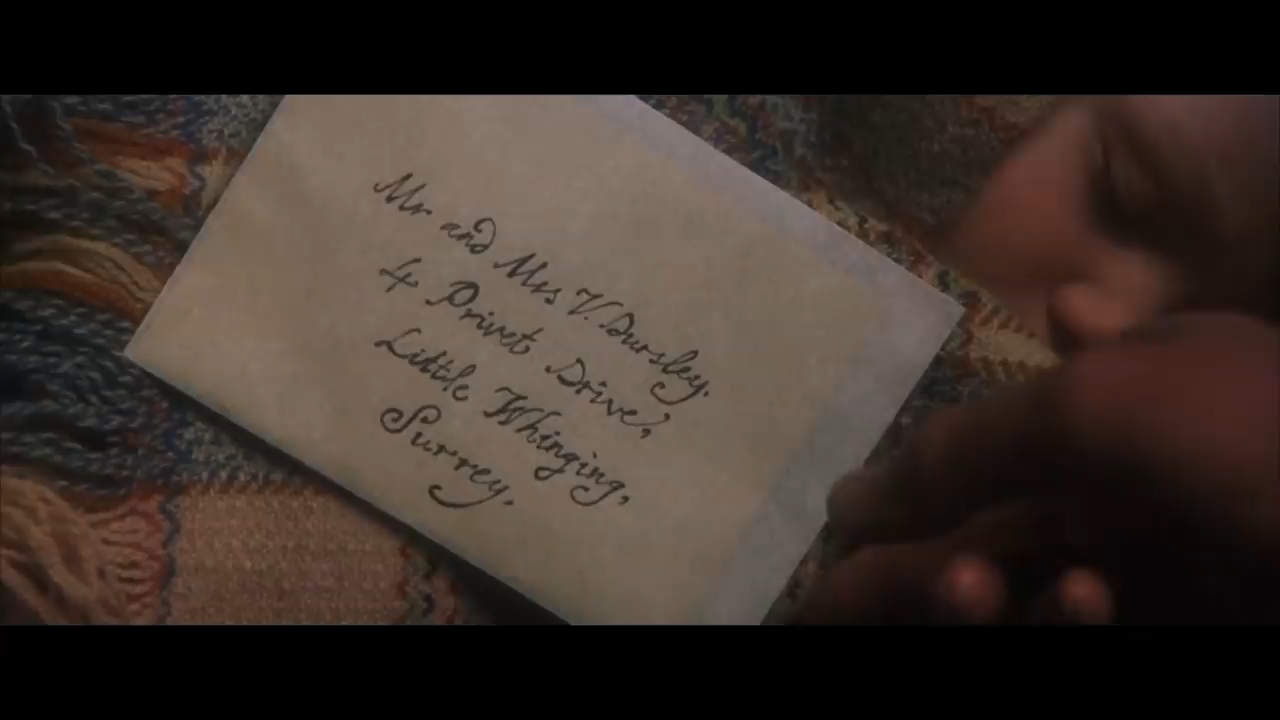 Mr and Mrs V. Dursley.
4 Privet Drive,
Little Whinging,
Surrey.